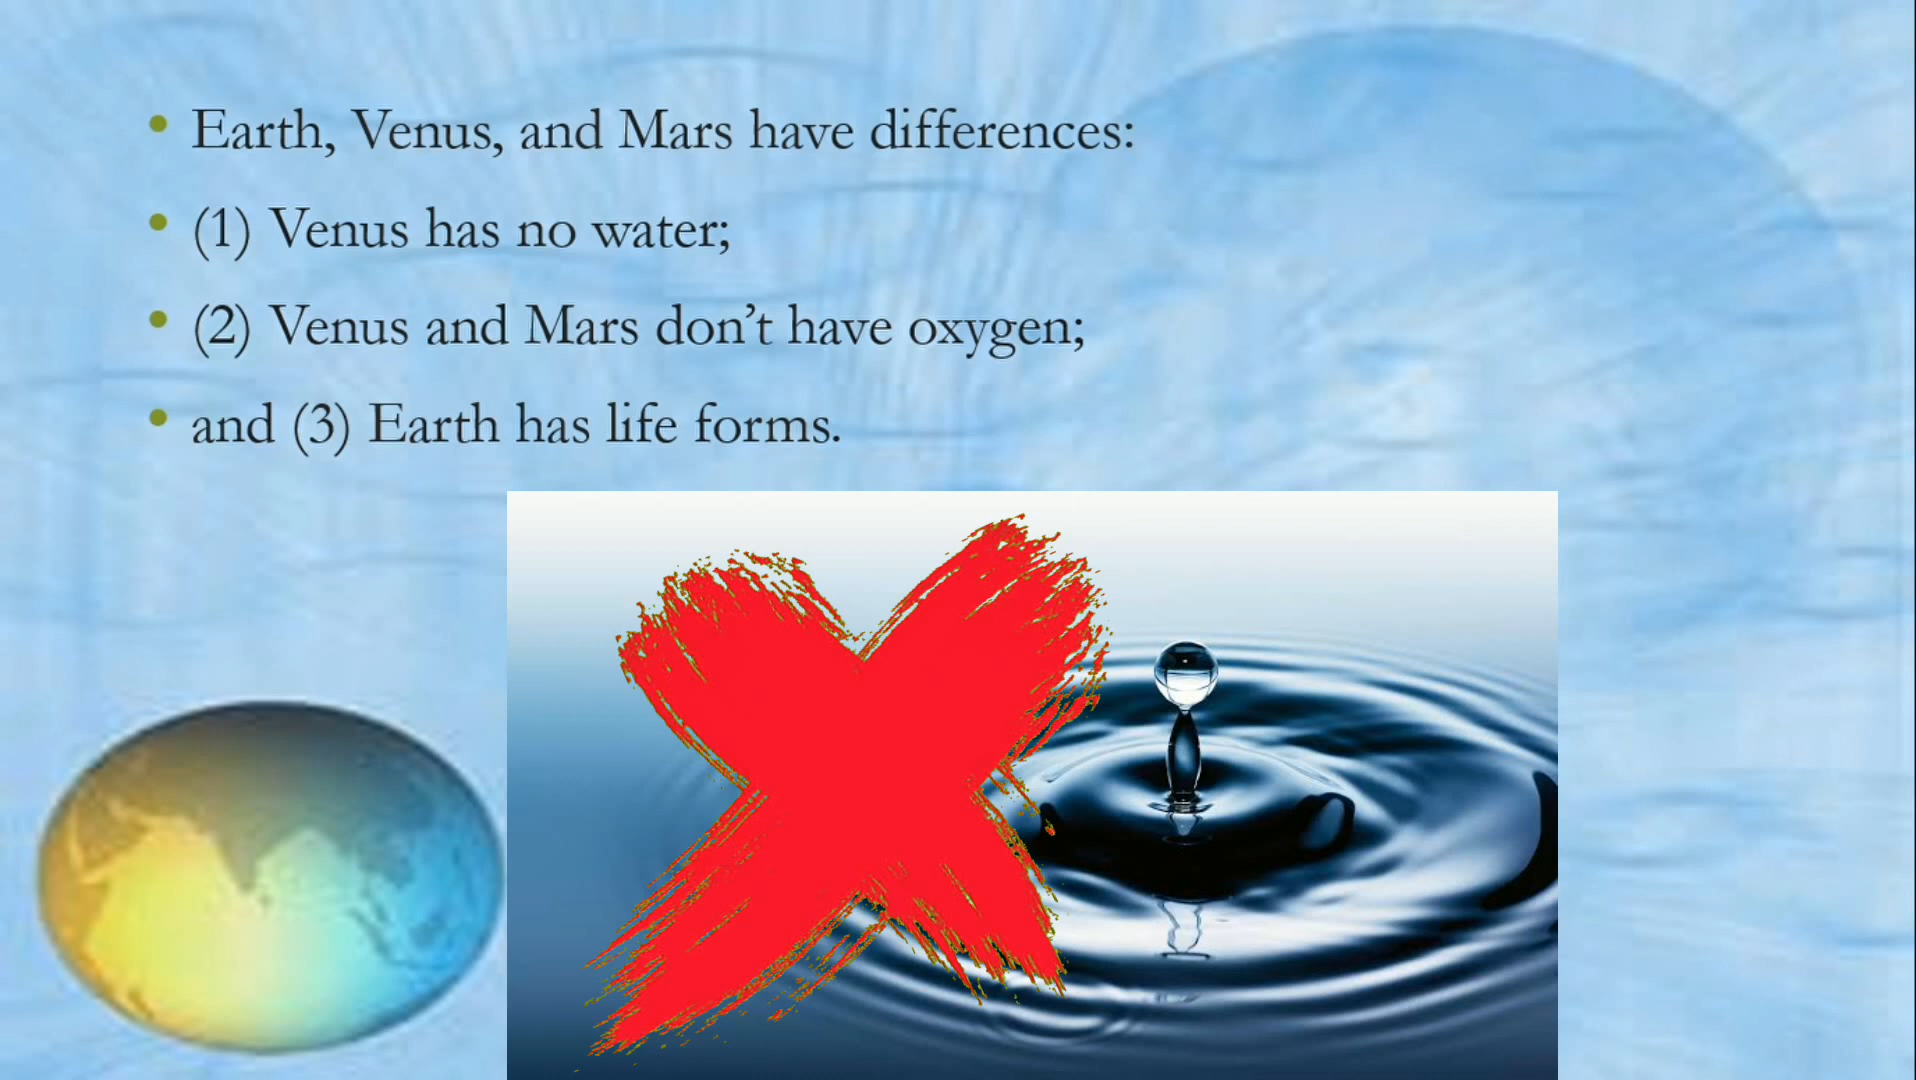 • Earth, Venus, and Mars have differences:
• (1) Venus has no water;
• (2) Venus and Mars don’t have oxygen;
• and (3) Earth has life forms.